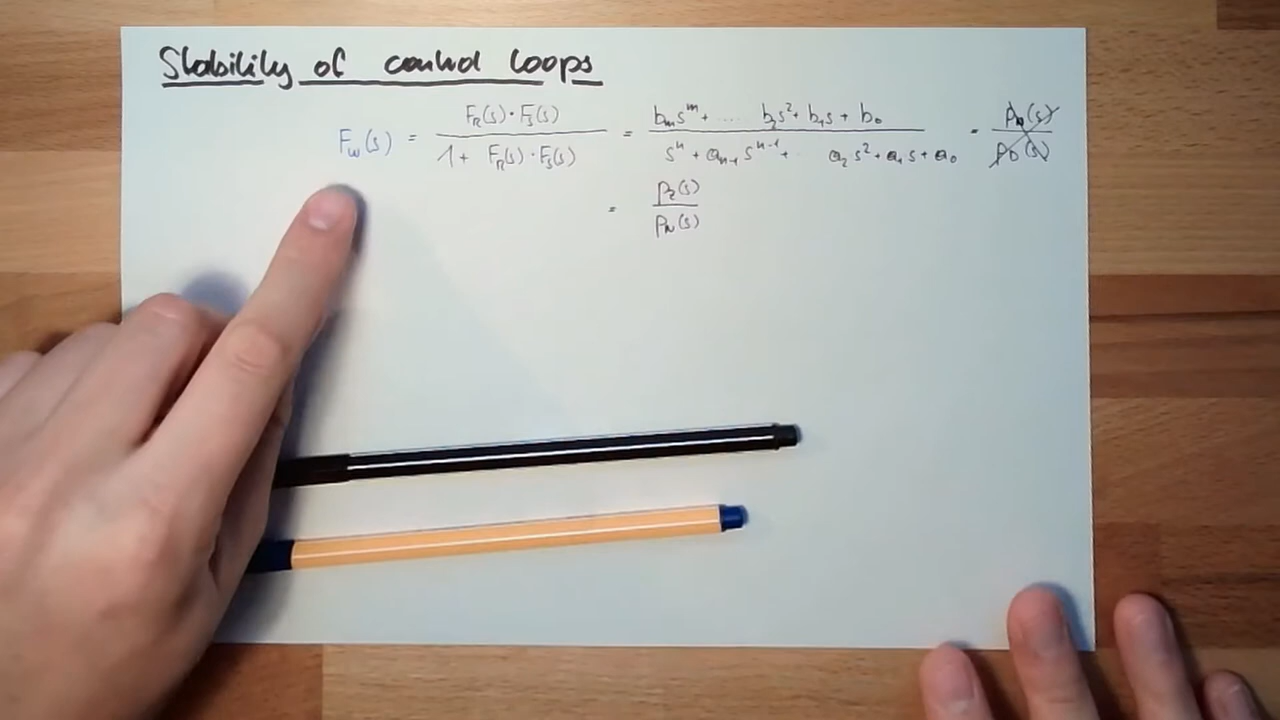 Stability of control loops
F_w(s) = F_R(s)·F_S(s) / 1 + F_R(s)·F_S(s) = b_m s^m + .... b_2 s^2 + b_1 s + b_0 / s^n + a_{n-1} s^{n-1} + . a_2 s^2 + a_1 s + a_0 =
= p_Z(s) / p_N(s)